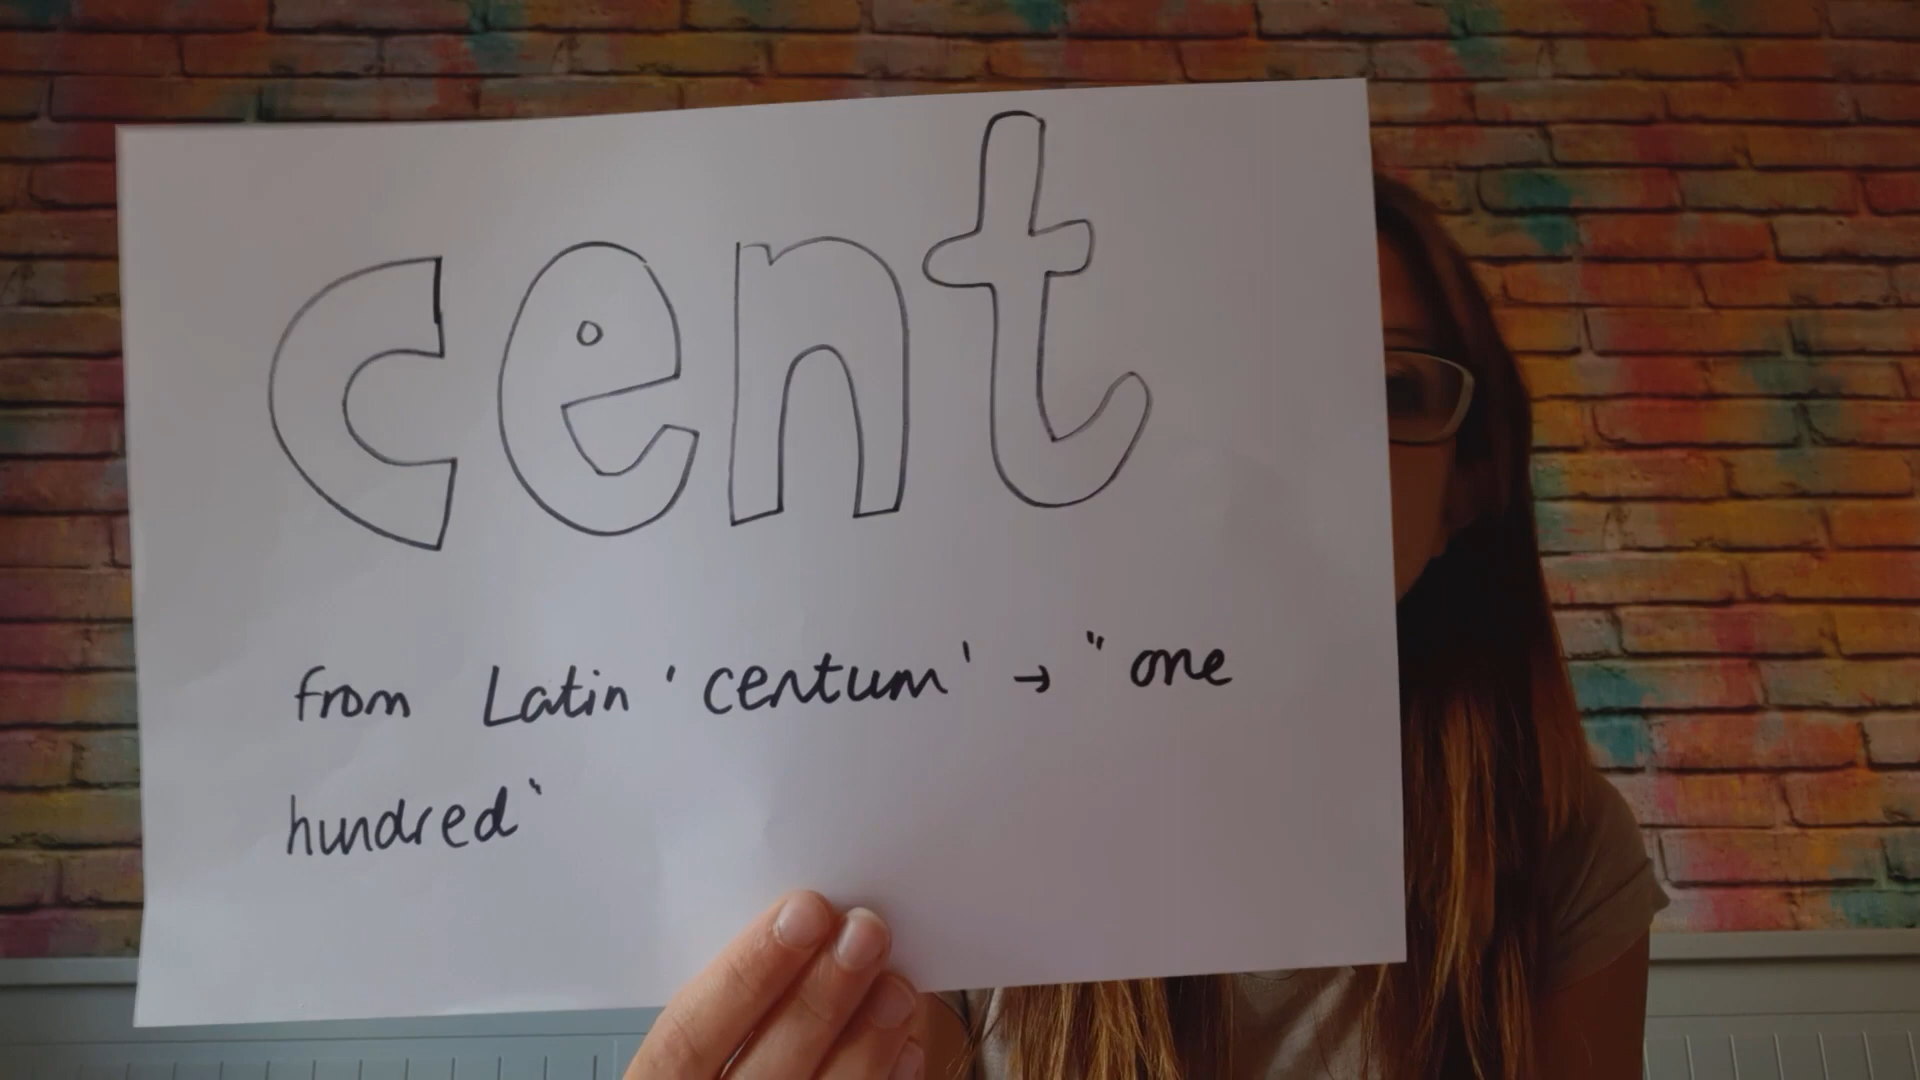 cent
from Latin 'centum' → "one
hundred"